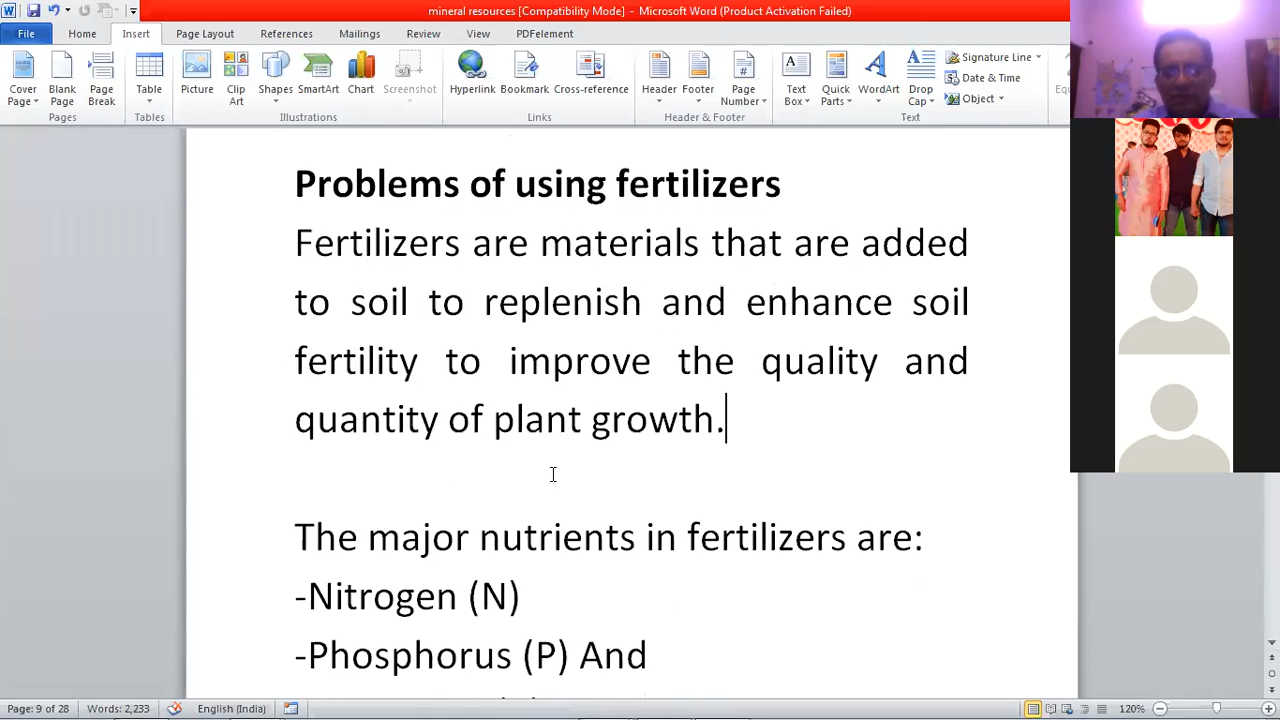 mineral resources [Compatibility Mode] - Microsoft Word (Product Activation Failed)
File Home Insert Page Layout References Mailings Review View PDFelement
Cover Page Blank Page Page Break Table Picture Clip Art Shapes SmartArt Chart Screenshot Hyperlink Bookmark Cross-reference Header Footer Page Number Text Box Quick Parts WordArt Drop Cap Signature Line Date & Time Object
Pages Tables Illustrations Links Header & Footer Text
Problems of using fertilizers
Fertilizers are materials that are added
to soil to replenish and enhance soil
fertility to improve the quality and
quantity of plant growth.
The major nutrients in fertilizers are:
-Nitrogen (N)
-Phosphorus (P) And
Page: 9 of 28 Words: 2,233 English (India) 120%